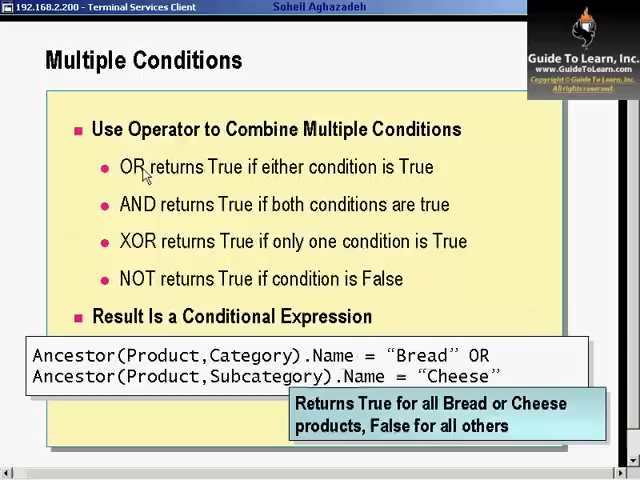 192.168.2.200 - Terminal Services Client
Soheil Aghazadeh
Guide To Learn, Inc.
www.GuideToLearn.com
Copyright © Guide To Learn, Inc.
All rights reserved.
Multiple Conditions
Use Operator to Combine Multiple Conditions
OR returns True if either condition is True
AND returns True if both conditions are true
XOR returns True if only one condition is True
NOT returns True if condition is False
Result Is a Conditional Expression
Ancestor(Product,Category).Name = “Bread” OR
Ancestor(Product,Subcategory).Name = “Cheese”
Returns True for all Bread or Cheese
products, False for all others